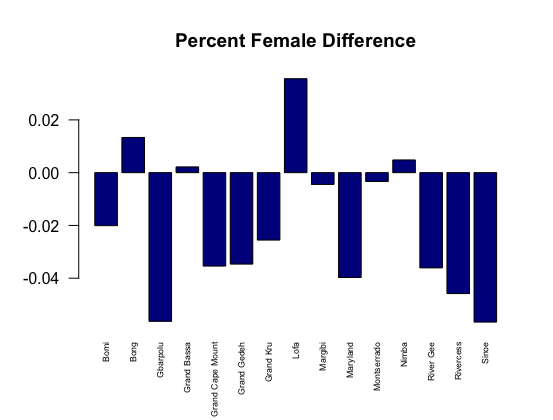 Percent Female Difference
0.02
0.00
-0.02
-0.04
Bomi
Bong
Gbarpolu
Grand Bassa
Grand Cape Mount
Grand Gedeh
Grand Kru
Lofa
Margibi
Maryland
Montserrado
Nimba
River Gee
Rivercess
Sinoe